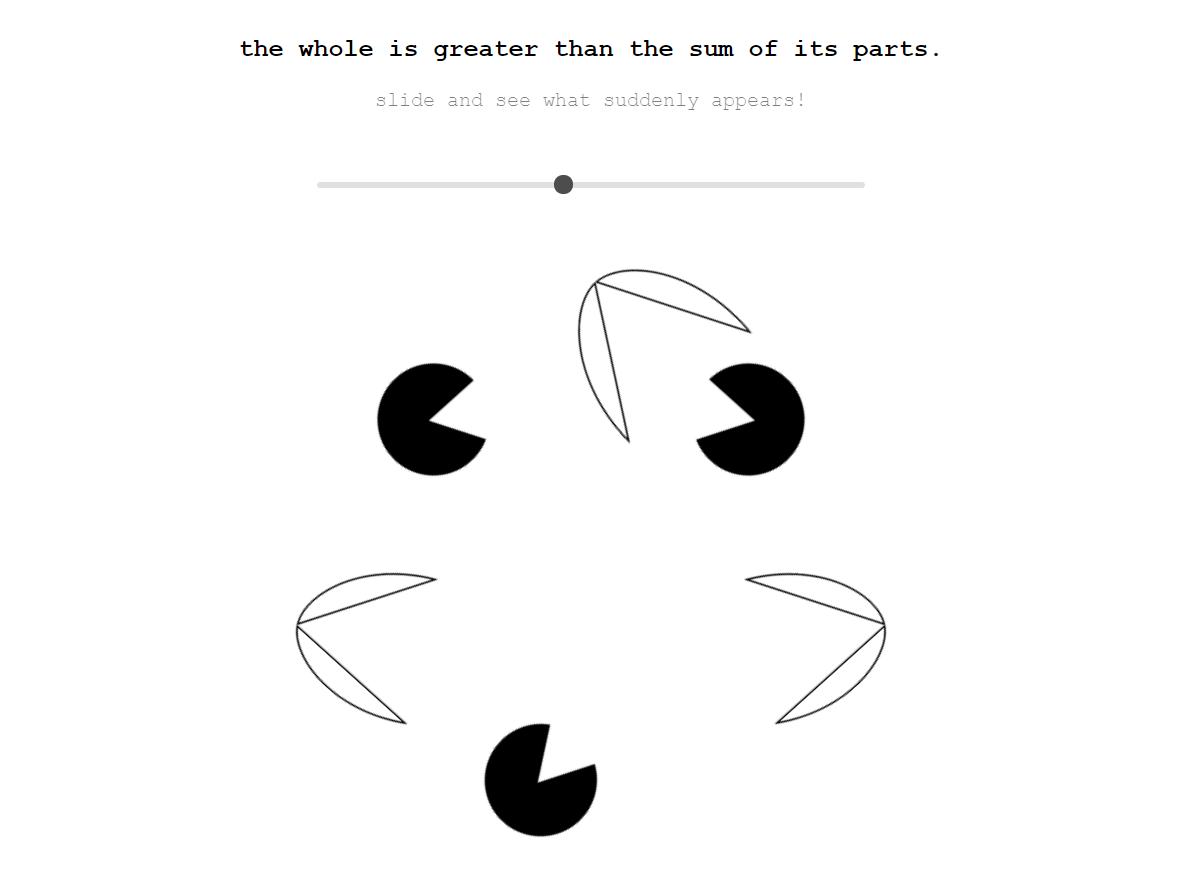 the whole is greater than the sum of its parts.
slide and see what suddenly appears!